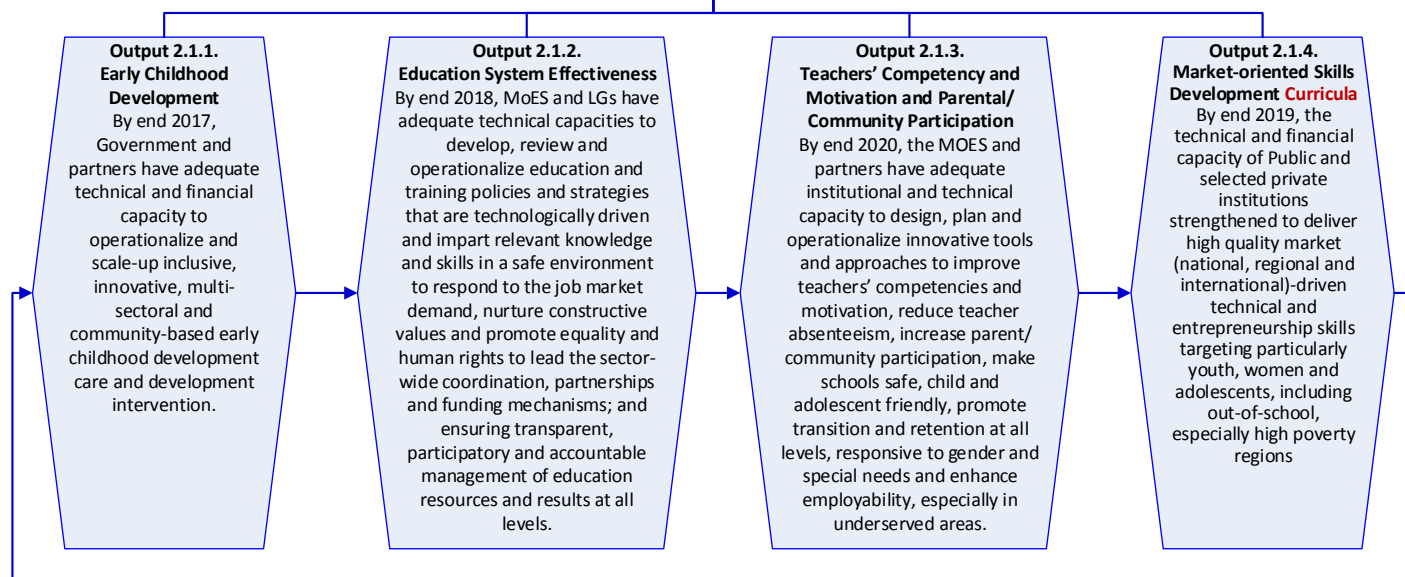 Output 2.1.1.
Early Childhood
Development
By end 2017,
Government and
partners have adequate
technical and financial
capacity to
operationalize and
scale-up inclusive,
innovative, multi-
sectoral and
community-based early
childhood development
care and development
intervention.
Output 2.1.2.
Education System Effectiveness
By end 2018, MoES and LGs have
adequate technical capacities to
develop, review and
operationalize education and
training policies and strategies
that are technologically driven
and impart relevant knowledge
and skills in a safe environment
to respond to the job market
demand, nurture constructive
values and promote equality and
human rights to lead the sector-
wide coordination, partnerships
and funding mechanisms; and
ensuring transparent,
participatory and accountable
management of education
resources and results at all
levels.
Output 2.1.3.
Teachers’ Competency and
Motivation and Parental/
Community Participation
By end 2020, the MOES and
partners have adequate
institutional and technical
capacity to design, plan and
operationalize innovative tools
and approaches to improve
teachers’ competencies and
motivation, reduce teacher
absenteeism, increase parent/
community participation, make
schools safe, child and
adolescent friendly, promote
transition and retention at all
levels, responsive to gender and
special needs and enhance
employability, especially in
underserved areas.
Output 2.1.4.
Market-oriented Skills
Development Curricula
By end 2019, the
technical and financial
capacity of Public and
selected private
institutions
strengthened to deliver
high quality market
(national, regional and
international)-driven
technical and
entrepreneurship skills
targeting particularly
youth, women and
adolescents, including
out-of-school,
especially high poverty
regions